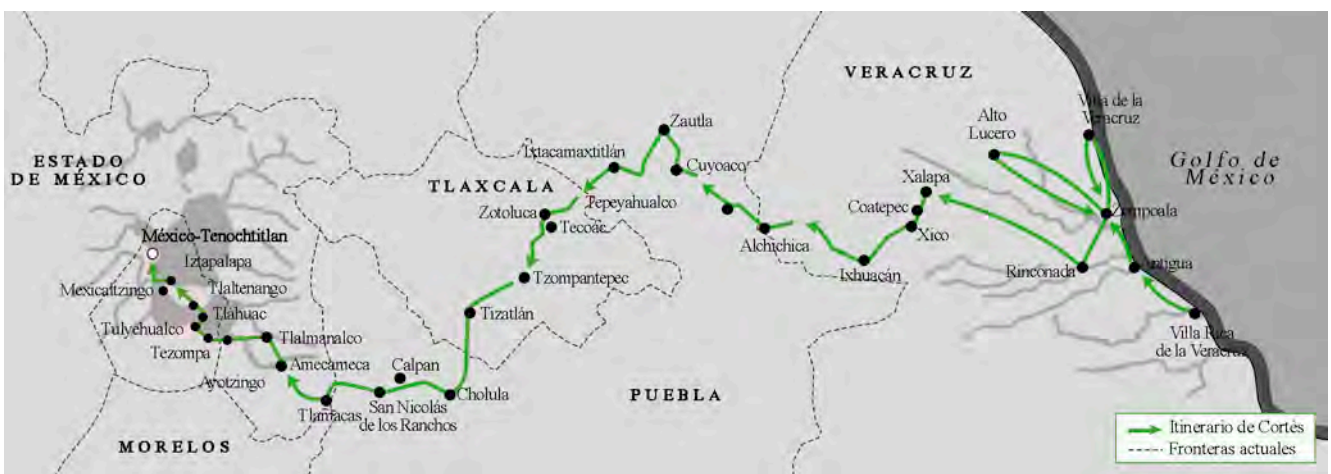 VERACRUZ
Golfo de
México
ESTADO
DE MÉXICO
TLAXCALA
PUEBLA
MORELOS
Villa Rica
de la Veracruz
Antigua
Zempoala
Villa de la
Veracruz
Alto
Lucero
Rinconada
Xalapa
Coatepec
Xico
Ixhuacán
Alchichica
Cuyoaco
Zautla
Ixtacamaxtitlán
Tepeyahualco
Zotoluca
Tecoac
Tzompantepec
Tizatlán
Cholula
Calpan
San Nicolás
de los Ranchos
Tlamacas
Amecameca
Tlalmanalco
Ayotzingo
Tezompa
Tulyehualco
Tláhuac
Tlaltenango
Mexicaltzingo
Iztapalapa
México-Tenochtitlan
Itinerario de Cortés
Fronteras actuales